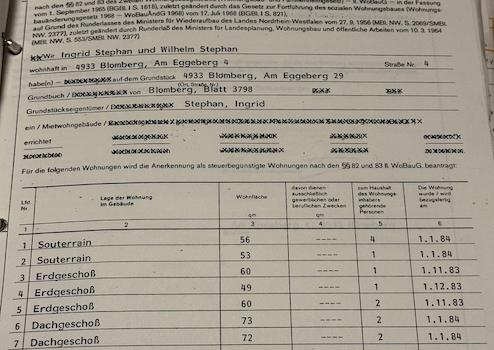 nach den §§ 82 und 83 des Zweiten
vom 1. September 1965 (BGBl I S. 1618), zuletzt geändert durch das Gesetz zur Fortführung des sozialen Wohnungsbaues (Wohnungs-
bauänderungsgesetz 1968 — WoBauÄndG 1968) vom 17. Juli 1968 (BGBl I S. 821),
auf Grund des Runderlasses des Ministers für Wiederaufbau des Landes Nordrhein-Westfalen vom 27. 9. 1956 (MBl. NW. S. 2069/SMBl.
NW. 2377), zuletzt geändert durch Runderlaß des Ministers für Landesplanung, Wohnungsbau und öffentliche Arbeiten vom 10. 3. 1964
(MBl. NW. S. 553/SMBl NW. 2377).
Wir Ingrid Stephan und Wilhelm Stephan
wohnhaft in 4933 Blomberg, Am Eggeberg 4 Straße Nr. 4
habe(n) — auf dem Grundstück 4933 Blomberg, Am Eggeberg 29
(Ort, Straße, Nr.)
Grundbuch / von Blomberg, Blatt 3798
Grundstückseigentümer / Stephan, Ingrid
ein / Mietwohngebäude /
errichtet
Für die folgenden Wohnungen wird die Anerkennung als steuerbegünstigte Wohnungen nach den §§ 82 und 83 II. WoBauG. beantragt:
Lfd. Nr. Lage der Wohnung im Gebäude Wohnfläche qm davon dienen ausschließlich gewerblichen oder beruflichen Zwecken qm zum Haushalt des Wohnungsinhabers gehörende Personen Die Wohnung wurde / wird bezugsfertig am
1 2 3 4 5 6
1 Souterrain 56 ---- 4 1.1.84
2 Souterrain 53 ---- 1 1.1.84
3 Erdgeschoß 60 ---- 1 1.11.83
4 Erdgeschoß 49 ---- 1 1.12.83
5 Erdgeschoß 60 ---- 2 1.11.83
6 Dachgeschoß 73 ---- 2 1.1.84
7 Dachgeschoß 72 ---- 2 1.1.84